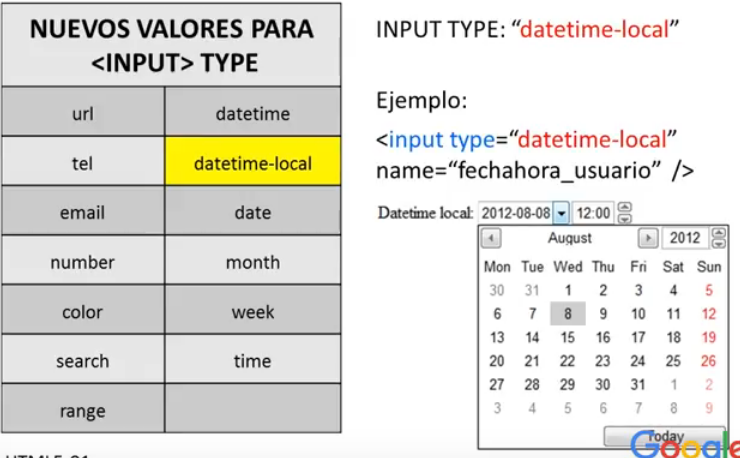 NUEVOS VALORES PARA
<INPUT> TYPE
url datetime
tel datetime-local
email date
number month
color week
search time
range
INPUT TYPE: “datetime-local”
Ejemplo:
<input type=“datetime-local”
name=“fechahora_usuario” />
Datetime local: 2012-08-08 12:00
August 2012
Mon Tue Wed Thu Fri Sat Sun
30 31 1 2 3 4 5
6 7 8 9 10 11 12
13 14 15 16 17 18 19
20 21 22 23 24 25 26
27 28 29 30 31 1 2
3 4 5 6 7 8 9
Today
Google